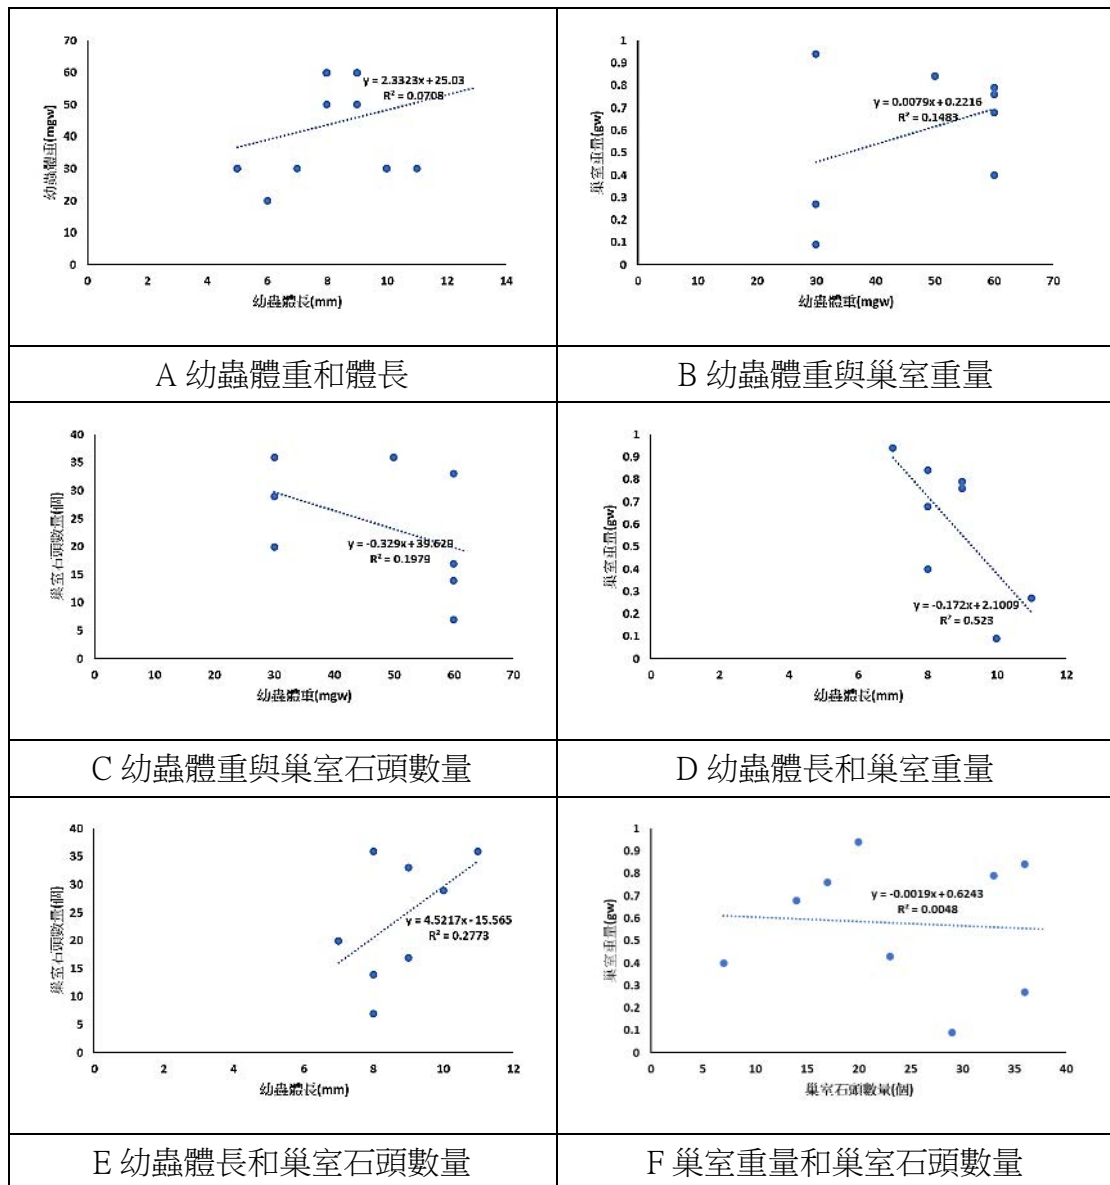 70
60
50
40
30
20
10
0
0 2 4 6 8 10 12 14
幼蟲體重(mgw)
幼蟲體長(mm)
y = 2.3323x + 25.03
R² = 0.0708
A 幼蟲體重和體長
1
0.9
0.8
0.7
0.6
0.5
0.4
0.3
0.2
0.1
0
0 10 20 30 40 50 60 70
巢室重量(gw)
幼蟲體重(mgw)
y = 0.0079x + 0.2216
R² = 0.1483
B 幼蟲體重與巢室重量
40
35
30
25
20
15
10
5
0
0 10 20 30 40 50 60 70
巢室石頭數量(個)
幼蟲體重(mgw)
y = -0.329x + 39.628
R² = 0.1979
C 幼蟲體重與巢室石頭數量
1
0.9
0.8
0.7
0.6
0.5
0.4
0.3
0.2
0.1
0
0 2 4 6 8 10 12
巢室重量(gw)
幼蟲體長(mm)
y = -0.172x + 2.1009
R² = 0.523
D 幼蟲體長和巢室重量
40
35
30
25
20
15
10
5
0
0 2 4 6 8 10 12
巢室石頭數量(個)
幼蟲體長(mm)
y = 4.5217x - 15.565
R² = 0.2773
E 幼蟲體長和巢室石頭數量
1
0.9
0.8
0.7
0.6
0.5
0.4
0.3
0.2
0.1
0
0 5 10 15 20 25 30 35 40
巢室重量(gw)
巢室石頭數量(個)
y = -0.0019x + 0.6243
R² = 0.0048
F 巢室重量和巢室石頭數量